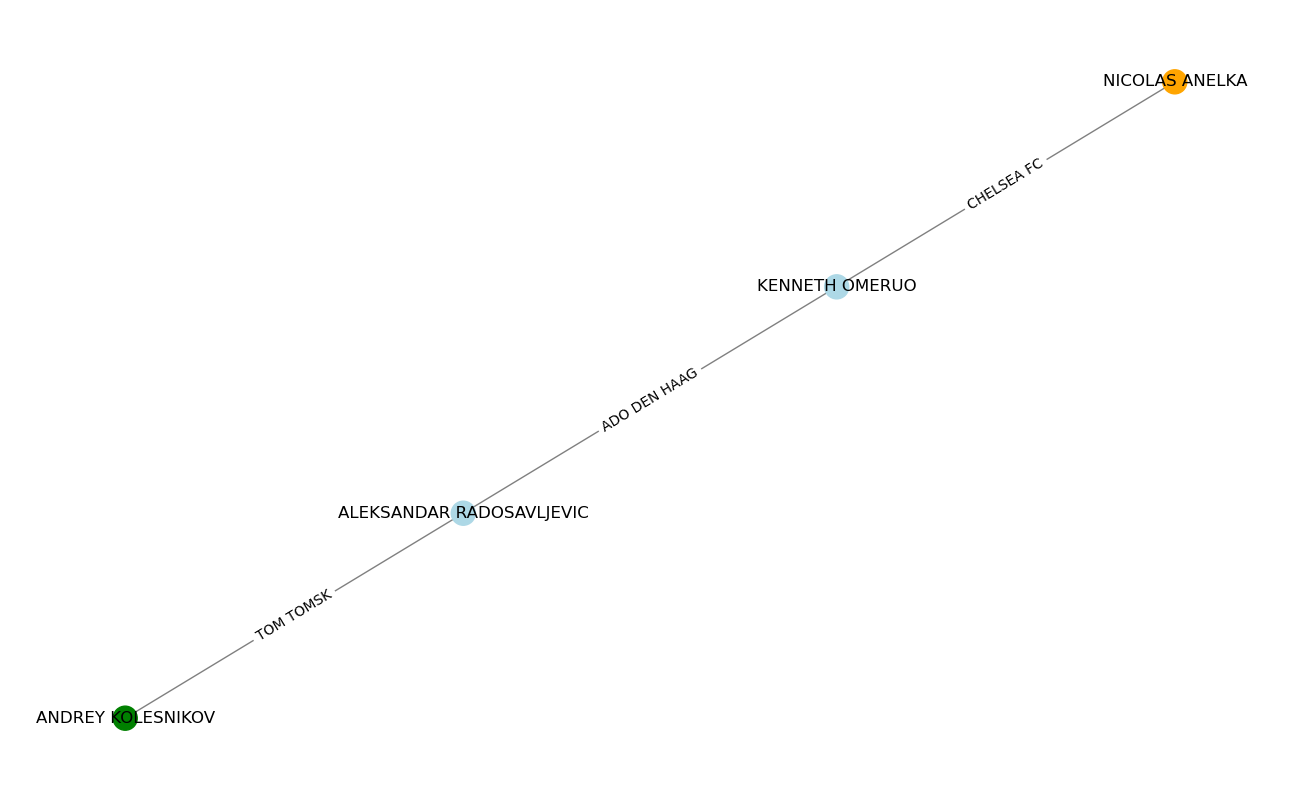 NICOLAS ANELKA
CHELSEA FC
KENNETH OMERUO
ADO DEN HAAG
ALEKSANDAR RADOSAVLJEVIC
TOM TOMSK
ANDREY KOLESNIKOV